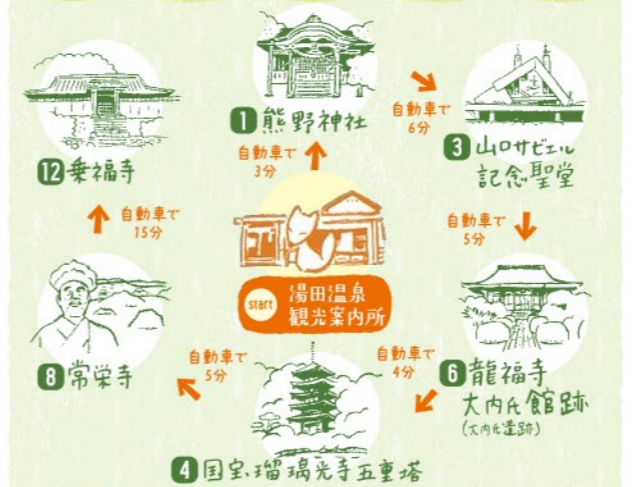 start
湯田温泉
観光案内所
自動車で
3分
1 熊野神社
自動車で
6分
3 山口サビエル
記念聖堂
自動車で
5分
6 龍福寺
大内氏館跡
(大内氏遺跡)
自動車で
4分
4 国宝瑠璃光寺五重塔
自動車で
5分
8 常栄寺
自動車で
15分
12 乗福寺